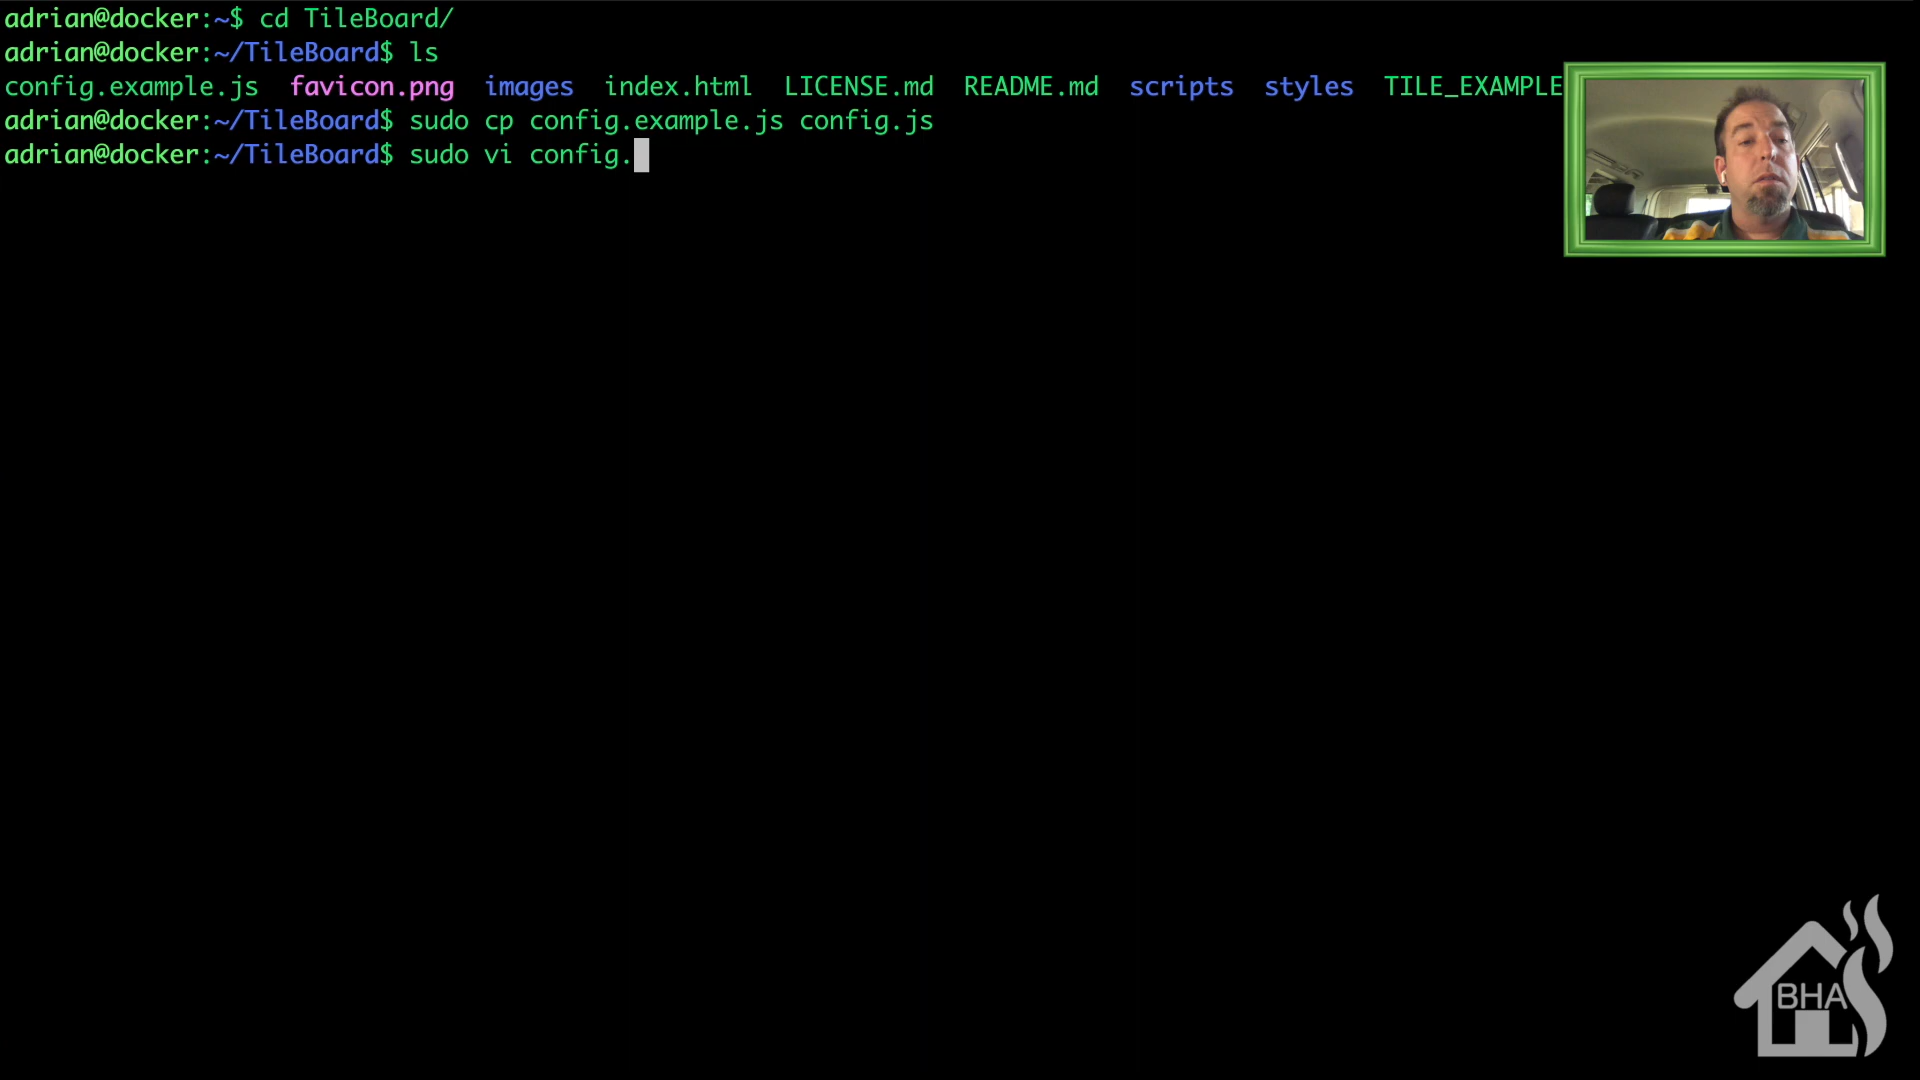 adrian@docker:~$ cd TileBoard/
adrian@docker:~/TileBoard$ ls
config.example.js  favicon.png  images  index.html  LICENSE.md  README.md  scripts  styles  TILE_EXAMPLE
adrian@docker:~/TileBoard$ sudo cp config.example.js config.js
adrian@docker:~/TileBoard$ sudo vi config.
BHA